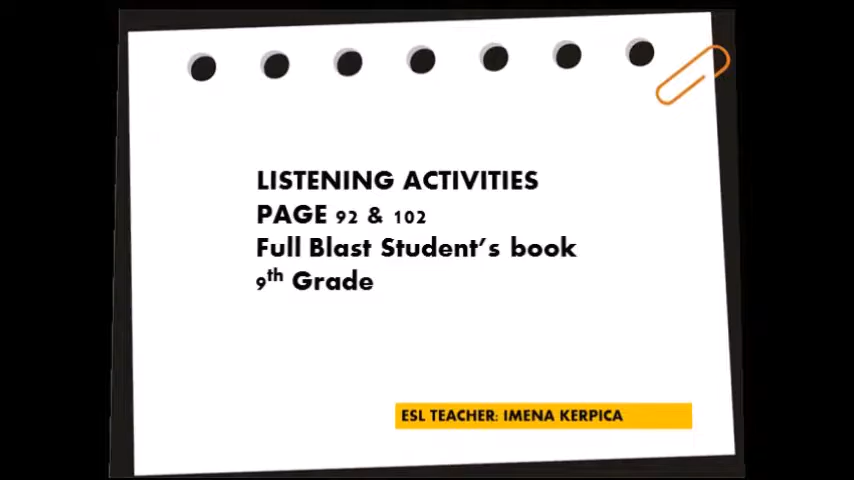 LISTENING ACTIVITIES
PAGE 92 & 102
Full Blast Student’s book
9th Grade
ESL TEACHER: IMENA KERPICA